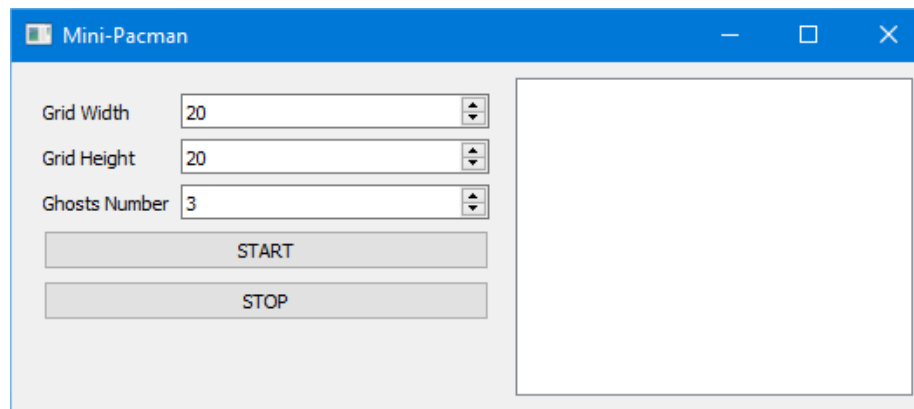 Mini-Pacman
Grid Width 20
Grid Height 20
Ghosts Number 3
START
STOP